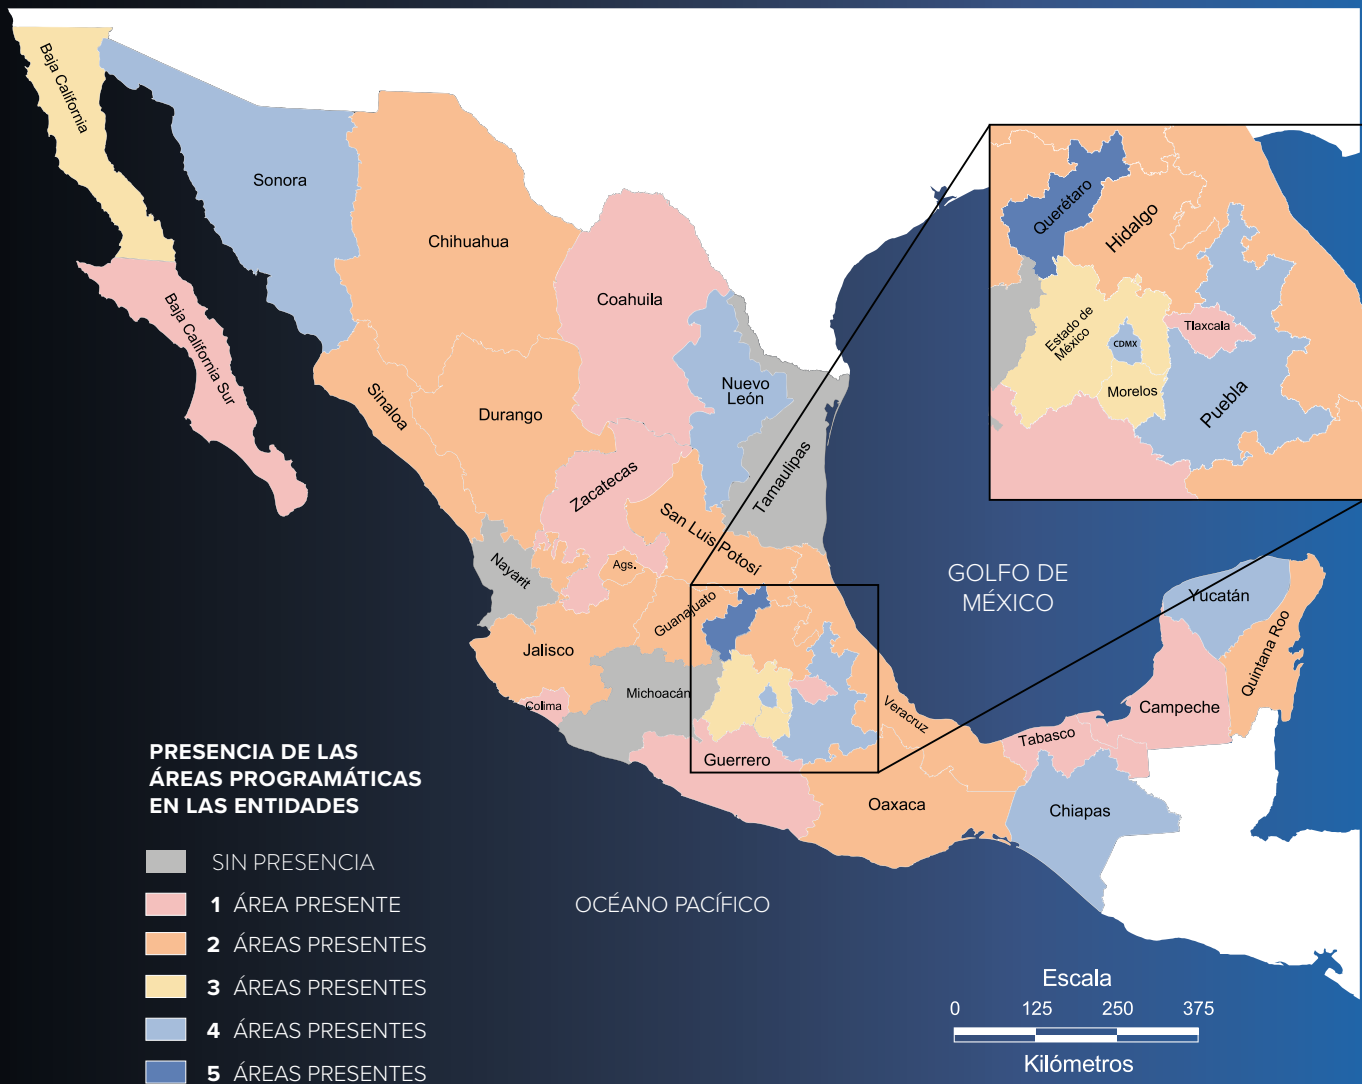 Baja California
Sonora
Chihuahua
Coahuila
Baja California Sur
Sinaloa
Durango
Nuevo
León
Tamaulipas
Zacatecas
San Luis Potosí
Nayarit
Ags.
Guanajuato
Jalisco
Michoacán
Colima
Guerrero
Veracruz
Oaxaca
Tabasco
Chiapas
Campeche
Yucatán
Quintana Roo
Querétaro
Hidalgo
Estado de
México
CDMX
Tlaxcala
Morelos
Puebla
GOLFO DE
MÉXICO
OCÉANO PACÍFICO
PRESENCIA DE LAS
ÁREAS PROGRAMÁTICAS
EN LAS ENTIDADES
SIN PRESENCIA
1 ÁREA PRESENTE
2 ÁREAS PRESENTES
3 ÁREAS PRESENTES
4 ÁREAS PRESENTES
5 ÁREAS PRESENTES
Escala
0 125 250 375
Kilómetros